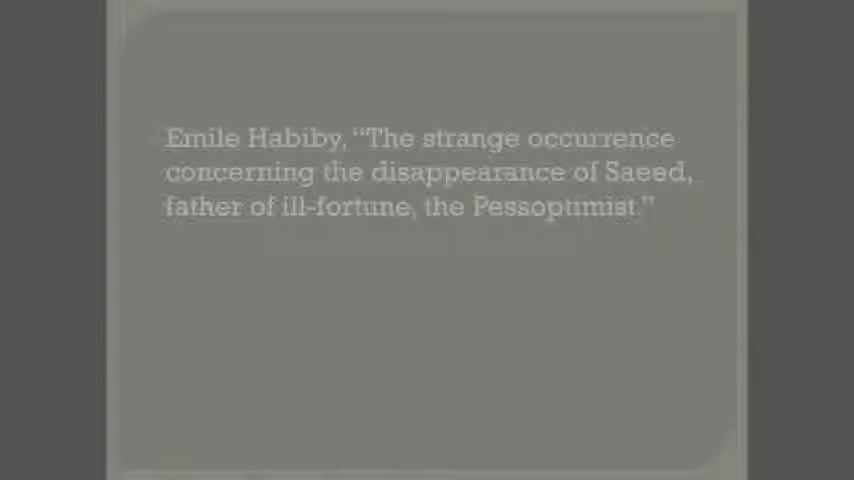 Emile Habiby, “The strange occurrence
concerning the disappearance of Saeed,
father of ill-fortune, the Pessoptimist.”